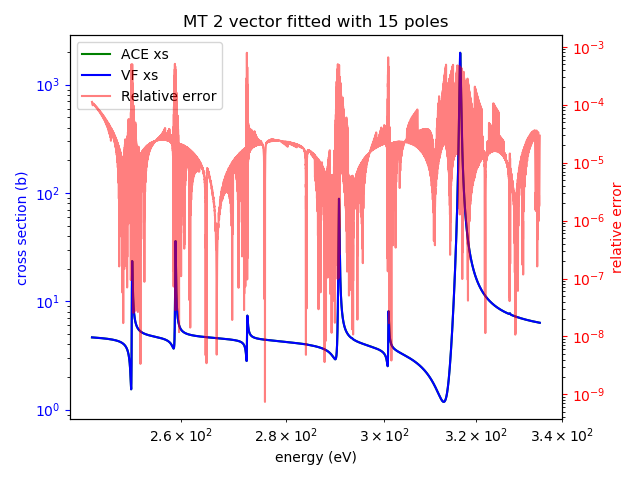 MT 2 vector fitted with 15 poles
ACE xs
VF xs
Relative error
cross section (b)
10³
10²
10¹
10⁰
10⁻³
10⁻⁴
10⁻⁵
10⁻⁶
10⁻⁷
10⁻⁸
10⁻⁹
relative error
2.6 × 10² 2.8 × 10² 3 × 10² 3.2 × 10² 3.4 × 10²
energy (eV)